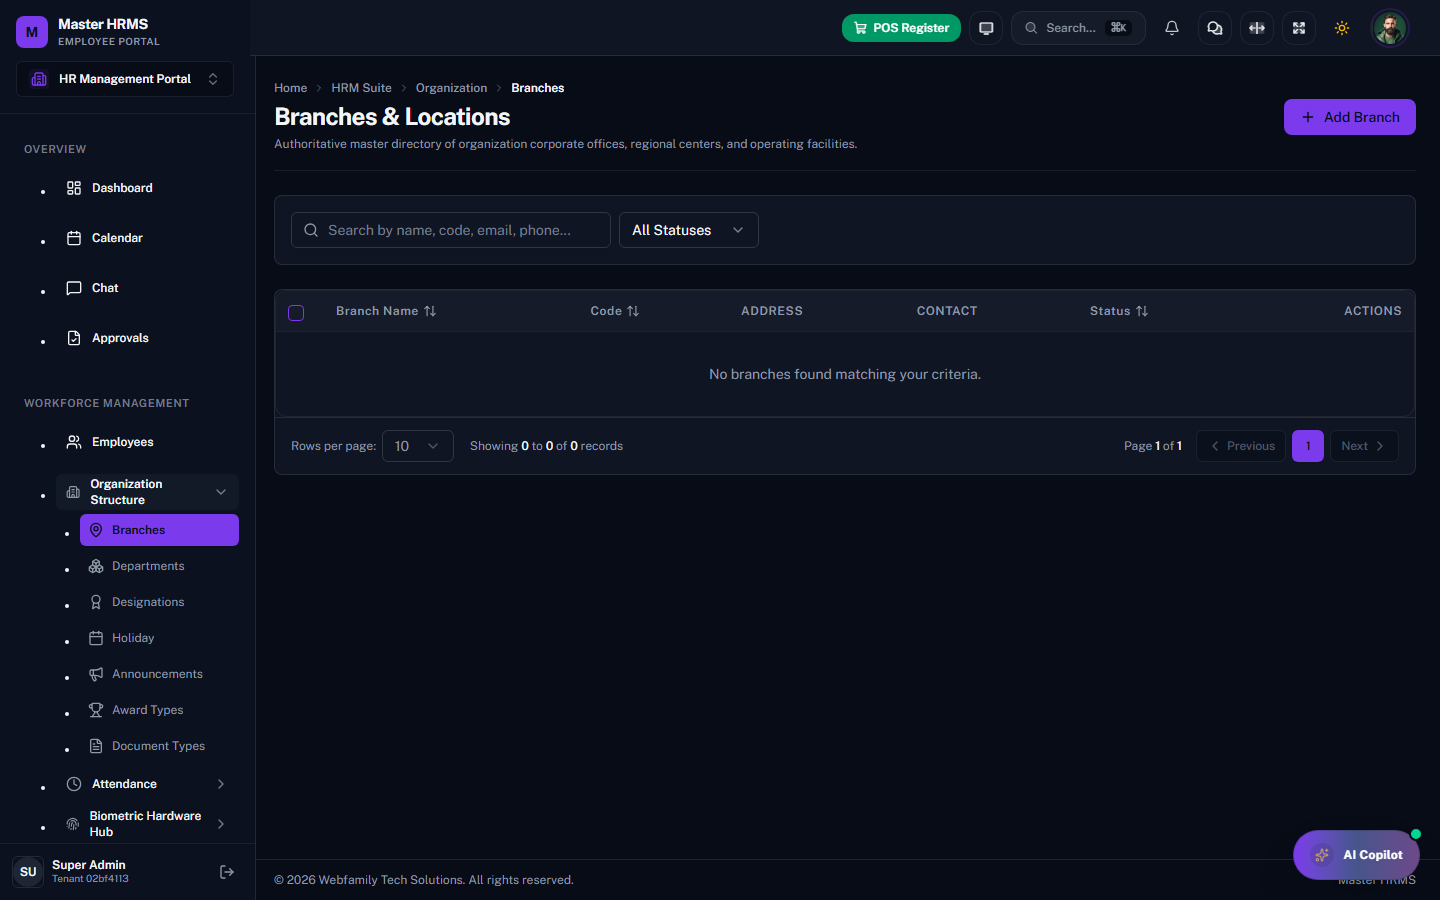 M
Master HRMS
EMPLOYEE PORTAL
HR Management Portal
POS Register
Search...
⌘K
OVERVIEW
Dashboard
Calendar
Chat
Approvals
WORKFORCE MANAGEMENT
Employees
Organization
Structure
Branches
Departments
Designations
Holiday
Announcements
Award Types
Document Types
Attendance
Biometric Hardware
Hub
SU
Super Admin
Tenant 02bf4113
Home > HRM Suite > Organization > Branches
Branches & Locations
Authoritative master directory of organization corporate offices, regional centers, and operating facilities.
Add Branch
Search by name, code, email, phone...
All Statuses
Branch Name Code ADDRESS CONTACT Status ACTIONS
No branches found matching your criteria.
Rows per page: 10 Showing 0 to 0 of 0 records
Page 1 of 1 Previous 1 Next
AI Copilot
© 2026 Webfamily Tech Solutions. All rights reserved.
Master HRMS